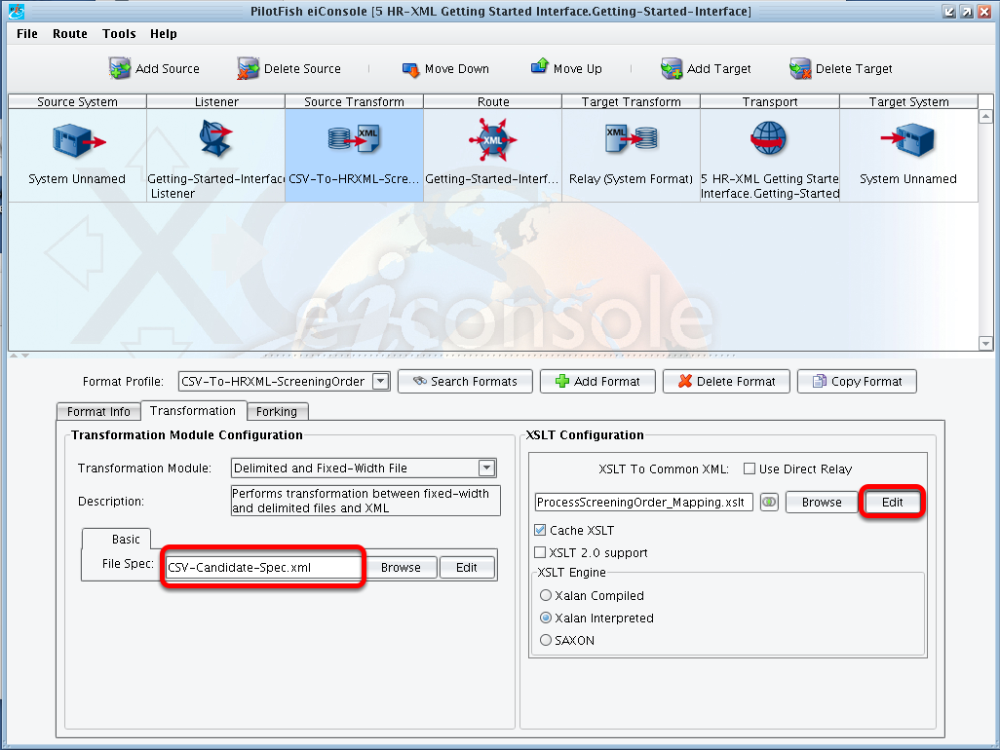 PilotFish eiConsole [5 HR-XML Getting Started Interface.Getting-Started-Interface]
File Route Tools Help
Add Source Delete Source Move Down Move Up Add Target Delete Target
Source System Listener Source Transform Route Target Transform Transport Target System
XML XML XML
System Unnamed Getting-Started-Interface CSV-To-HRXML-Scre... Getting-Started-Interf... Relay (System Format) 5 HR-XML Getting Starte System Unnamed
Listener Interface.Getting-Started
eiconsole
Format Profile: CSV-To-HRXML-ScreeningOrder Search Formats Add Format Delete Format Copy Format
Format Info Transformation Forking
Transformation Module Configuration
Transformation Module: Delimited and Fixed-Width File
Description: Performs transformation between fixed-width
and delimited files and XML
Basic
File Spec: CSV-Candidate-Spec.xml Browse Edit
XSLT Configuration
XSLT To Common XML: Use Direct Relay
ProcessScreeningOrder_Mapping.xslt Browse Edit
Cache XSLT
XSLT 2.0 support
XSLT Engine
Xalan Compiled
Xalan Interpreted
SAXON